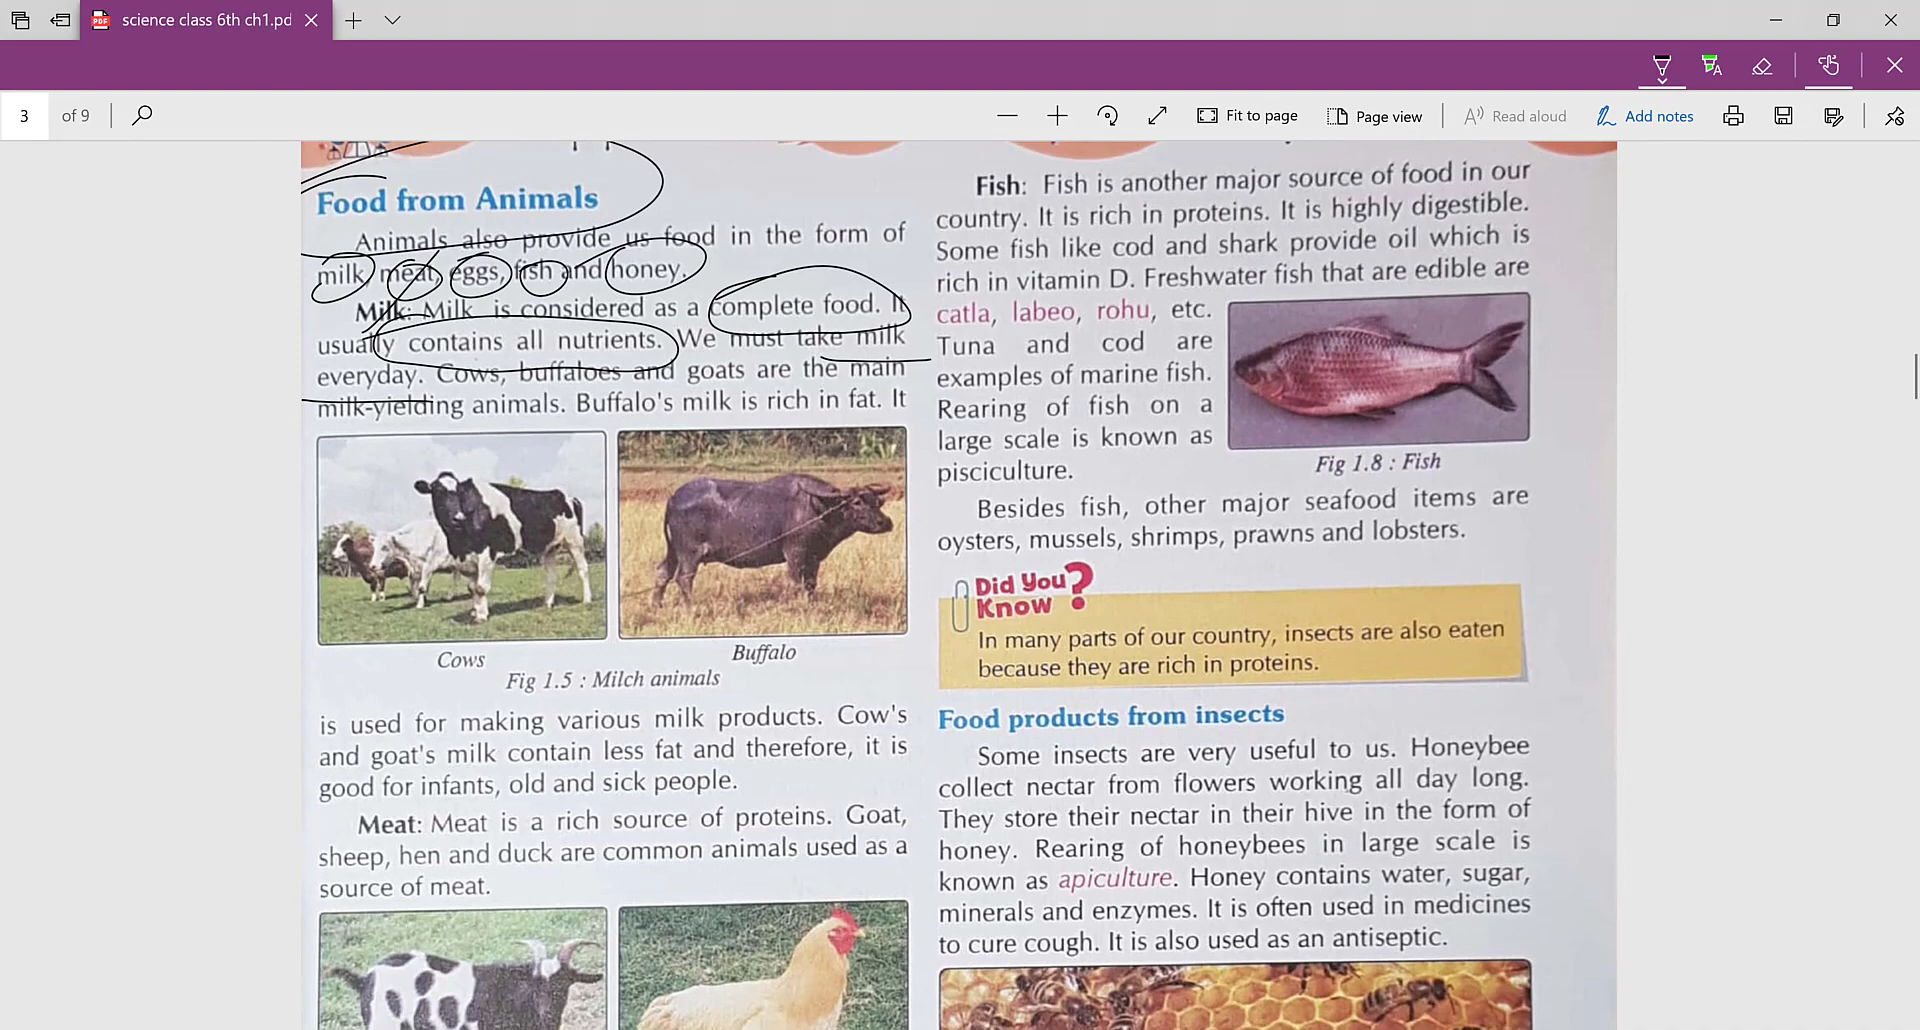 science class 6th ch1.pd
3 of 9
Fit to page
Page view
Read aloud
Add notes
Food from Animals
Animals also provide us food in the form of
milk, meat, eggs, fish and honey.
Milk: Milk is considered as a complete food. It
usually contains all nutrients. We must take milk
everyday. Cows, buffaloes and goats are the main
milk-yielding animals. Buffalo's milk is rich in fat. It
Cows
Buffalo
Fig 1.5 : Milch animals
is used for making various milk products. Cow's
and goat's milk contain less fat and therefore, it is
good for infants, old and sick people.
Meat: Meat is a rich source of proteins. Goat,
sheep, hen and duck are common animals used as a
source of meat.
Fish: Fish is another major source of food in our
country. It is rich in proteins. It is highly digestible.
Some fish like cod and shark provide oil which is
rich in vitamin D. Freshwater fish that are edible are
catla, labeo, rohu, etc.
Tuna and cod are
examples of marine fish.
Rearing of fish on a
large scale is known as
pisciculture.
Fig 1.8 : Fish
Besides fish, other major seafood items are
oysters, mussels, shrimps, prawns and lobsters.
Did You
Know ?
In many parts of our country, insects are also eaten
because they are rich in proteins.
Food products from insects
Some insects are very useful to us. Honeybee
collect nectar from flowers working all day long.
They store their nectar in their hive in the form of
honey. Rearing of honeybees in large scale is
known as apiculture. Honey contains water, sugar,
minerals and enzymes. It is often used in medicines
to cure cough. It is also used as an antiseptic.